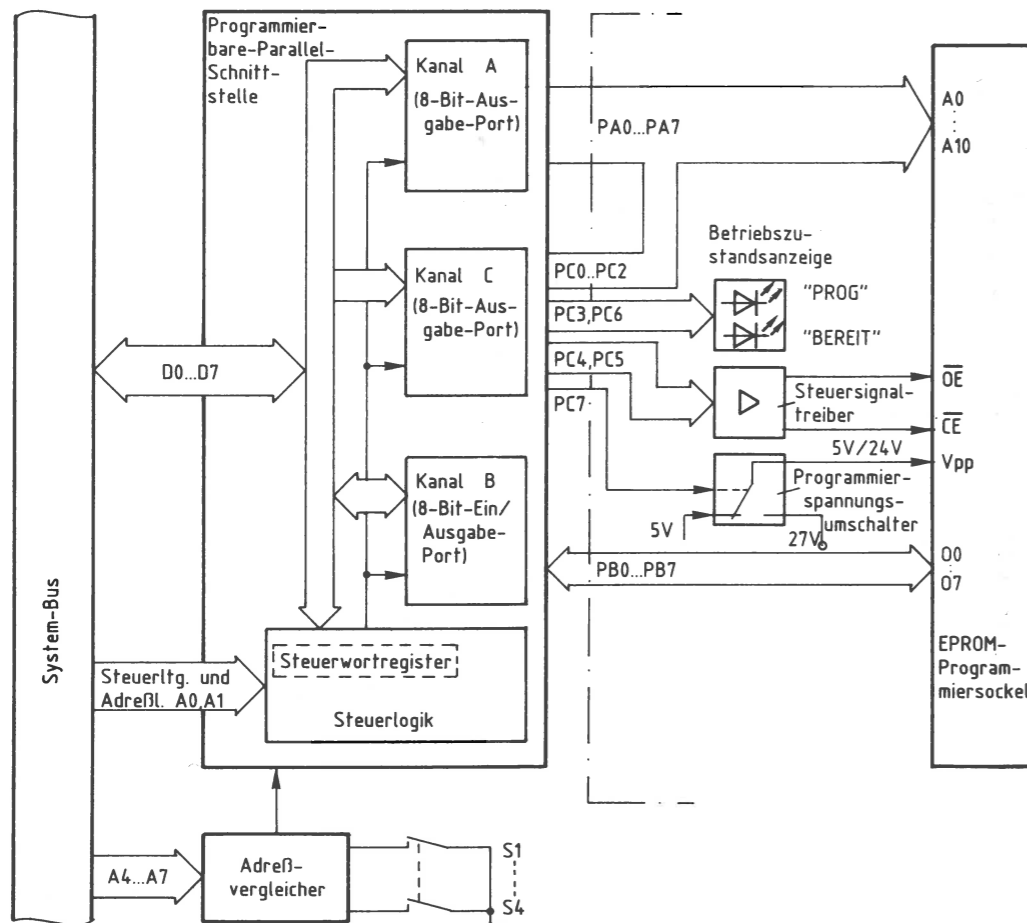 Programmier-
bare-Parallel-
Schnitt-
stelle
Kanal A
(8-Bit-Aus-
gabe-Port)
PA0...PA7
A0
A10
Kanal C
(8-Bit-Aus-
gabe-Port)
PC0..PC2
PC3,PC6
PC4,PC5
PC7
Betriebszu-
standsanzeige
"PROG"
"BEREIT"
D0...D7
Steuersignal-
treiber
OE
CE
5V/24V
Vpp
Kanal B
(8-Bit-Ein/
Ausgabe-
Port)
Programmier-
spannungs-
umschalter
5V
27V
PB0...PB7
O0
O7
System-Bus
Steuerltg. und
Adreßl. A0,A1
Steuerwortregister
Steuerlogik
EPROM-
Program-
miersockel
A4...A7
Adreß-
vergleicher
S1
S4